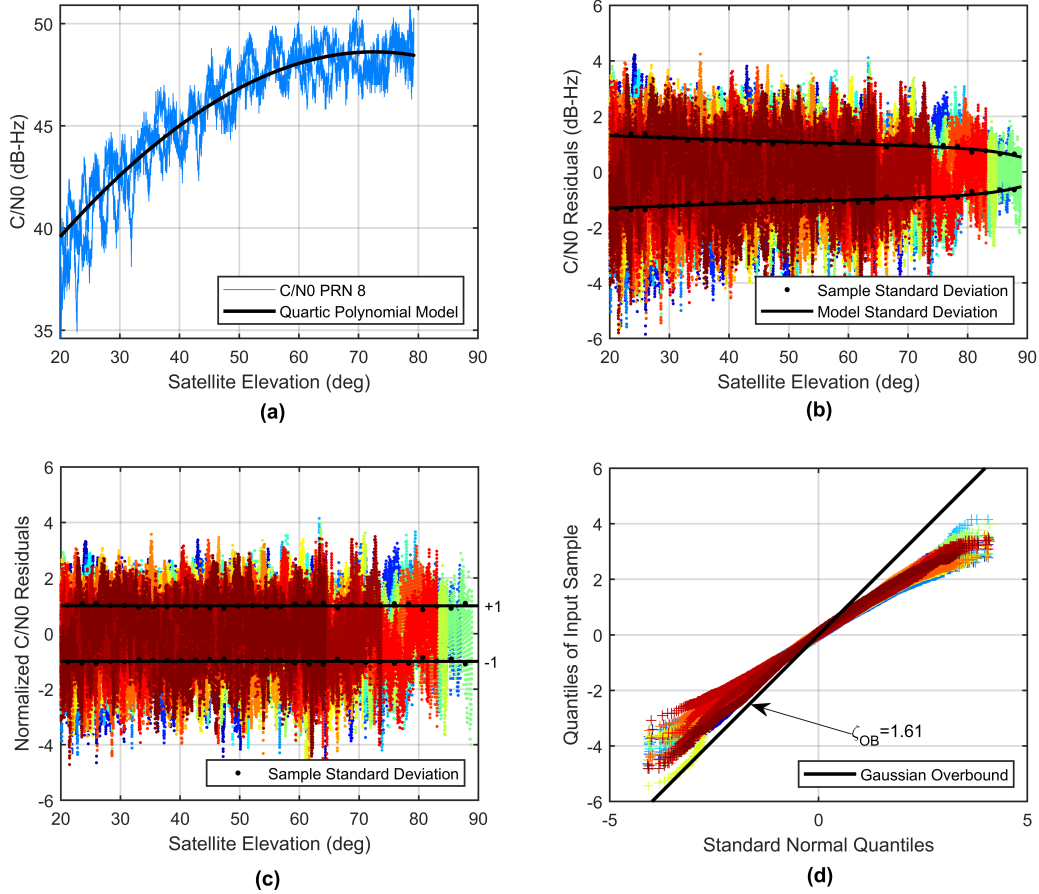 50
45
40
35
C/N0 (dB-Hz)
C/N0 PRN 8
Quartic Polynomial Model
20 30 40 50 60 70 80 90
Satellite Elevation (deg)
(a)
6
4
2
0
-2
-4
-6
C/N0 Residuals (dB-Hz)
Sample Standard Deviation
Model Standard Deviation
20 30 40 50 60 70 80 90
Satellite Elevation (deg)
(b)
6
4
2
0
-2
-4
-6
Normalized C/N0 Residuals
+1
-1
Sample Standard Deviation
20 30 40 50 60 70 80 90
Satellite Elevation (deg)
(c)
6
4
2
0
-2
-4
-6
Quantiles of Input Sample
ζOB=1.61
Gaussian Overbound
-5 0 5
Standard Normal Quantiles
(d)